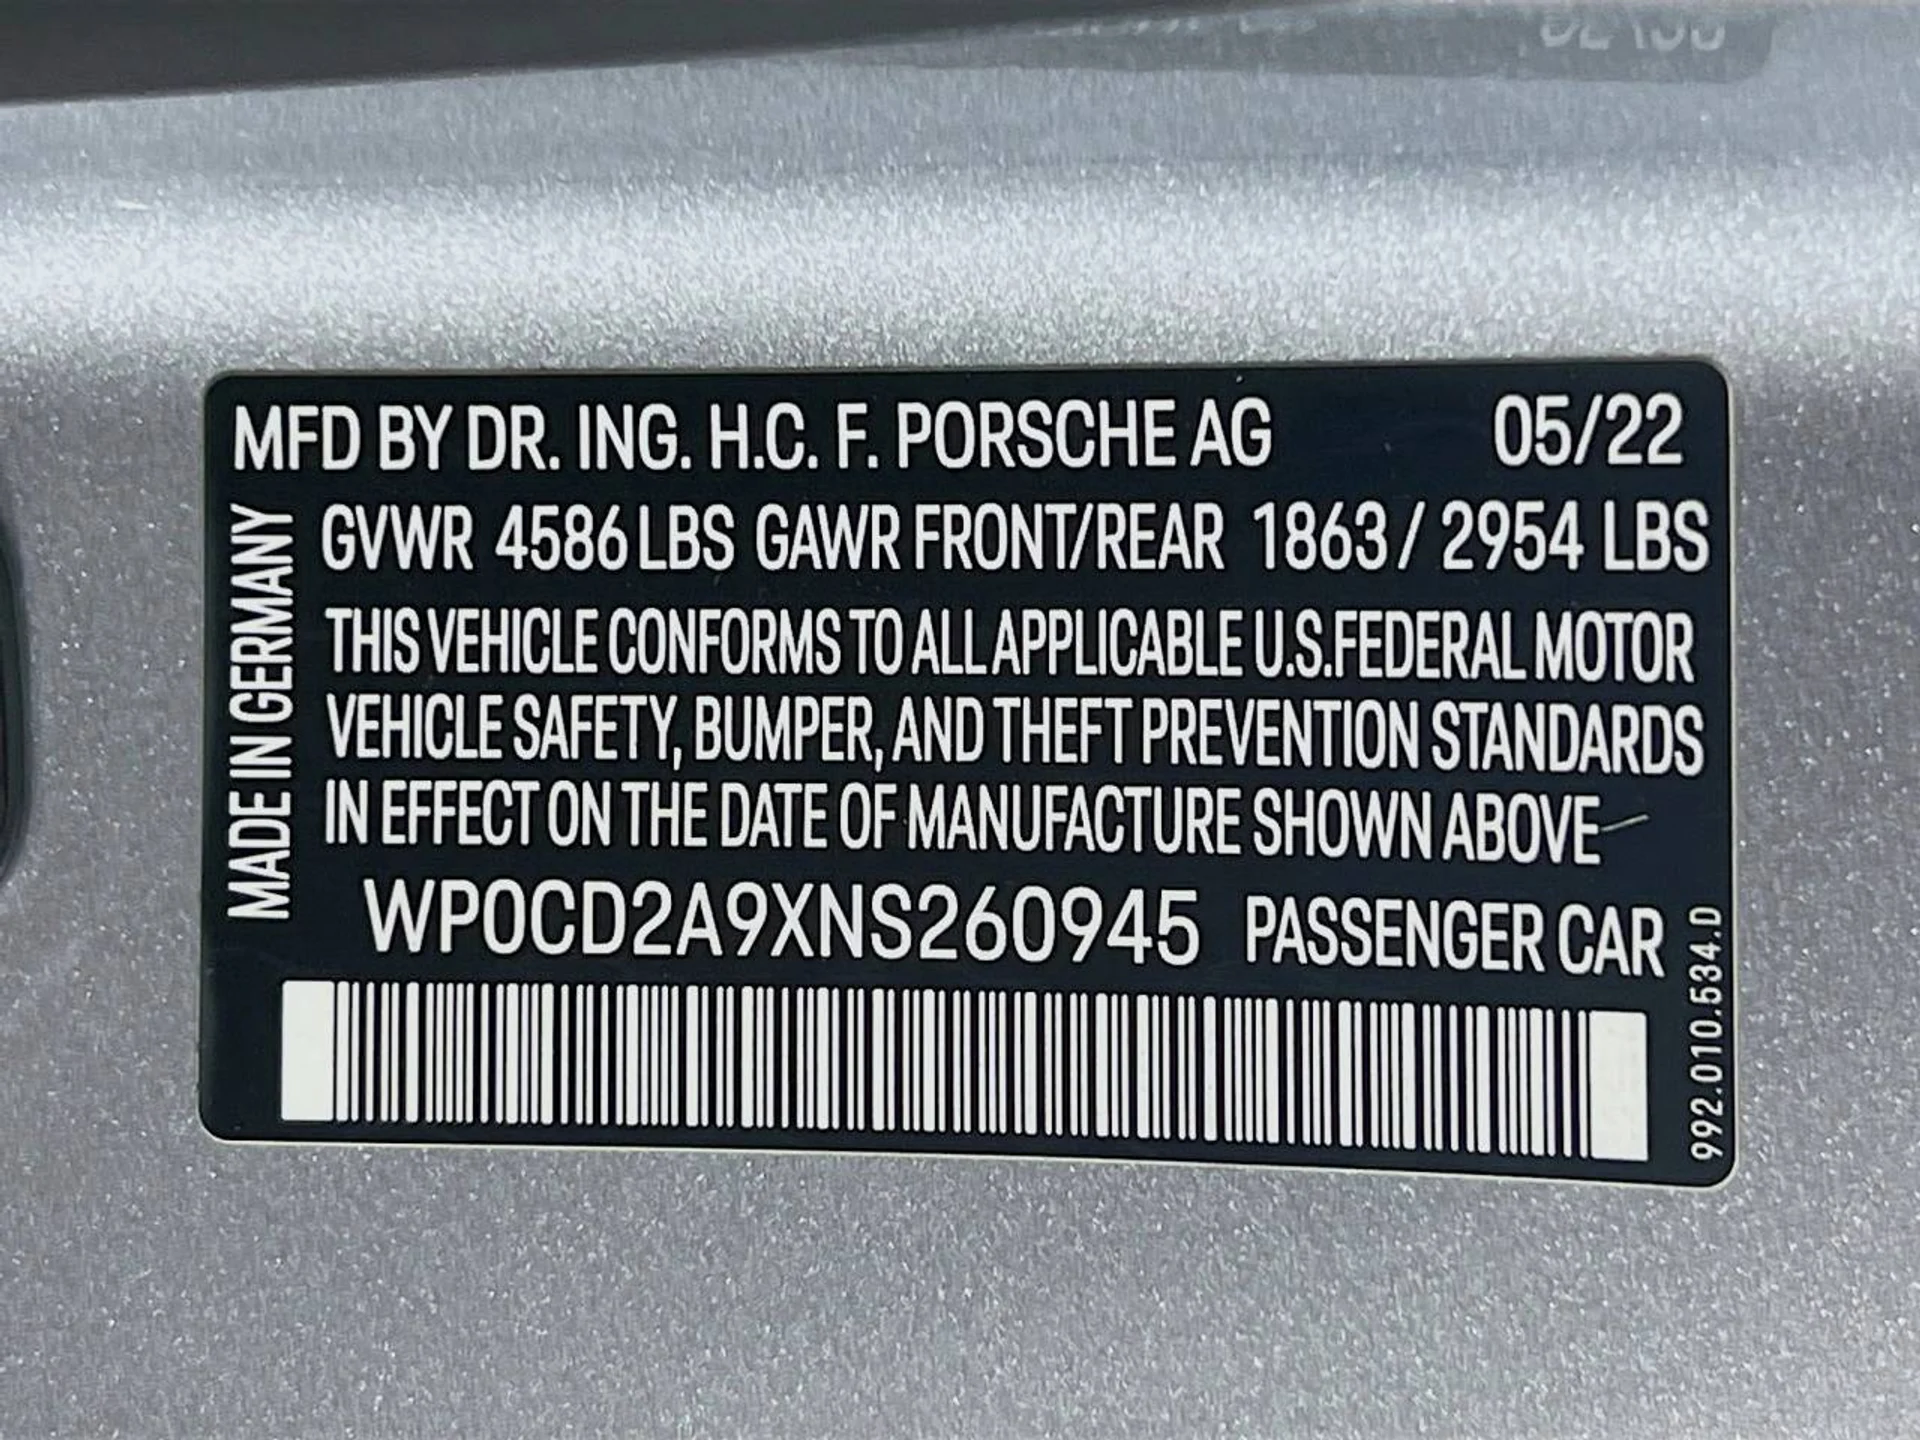 MFD BY DR. ING. H.C. F. PORSCHE AG 05/22
GVWR 4586 LBS GAWR FRONT/REAR 1863 / 2954 LBS
THIS VEHICLE CONFORMS TO ALL APPLICABLE U.S.FEDERAL MOTOR
VEHICLE SAFETY, BUMPER, AND THEFT PREVENTION STANDARDS
IN EFFECT ON THE DATE OF MANUFACTURE SHOWN ABOVE
WP0CD2A9XNS260945 PASSENGER CAR
MADE IN GERMANY
992.010.534.D